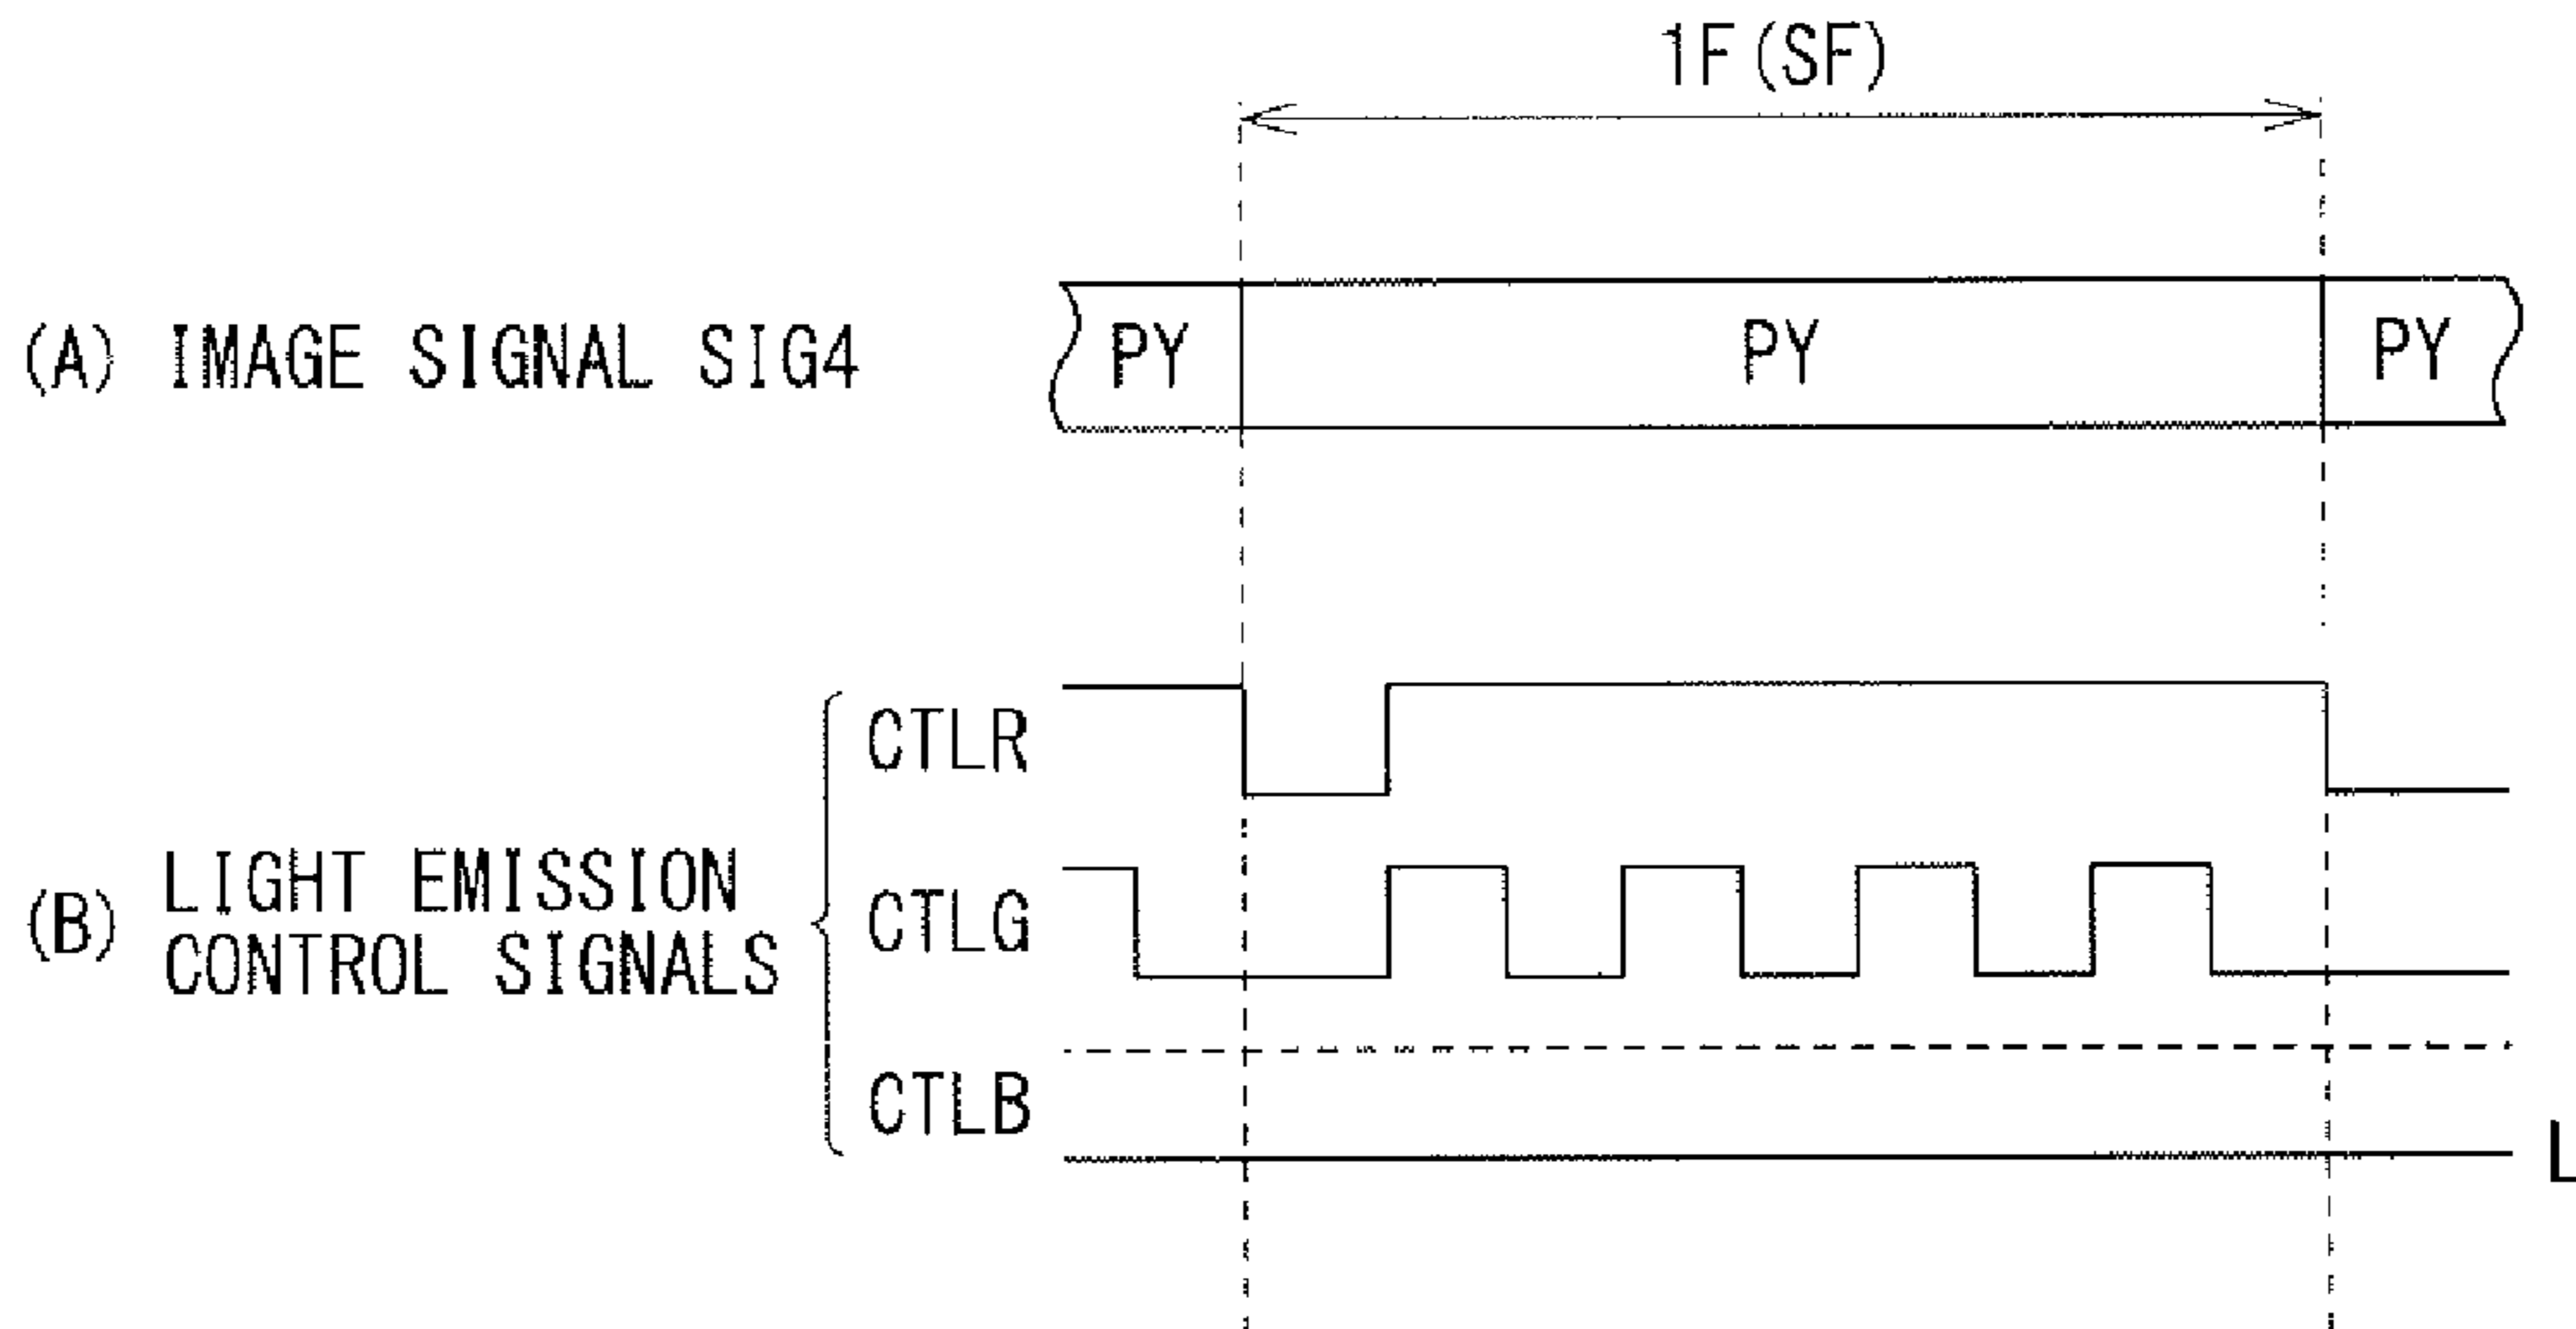 1F(SF)
(A) IMAGE SIGNAL SIG4
PY
PY
PY
(B) LIGHT EMISSION
CONTROL SIGNALS
CTLR
CTLG
CTLB
L